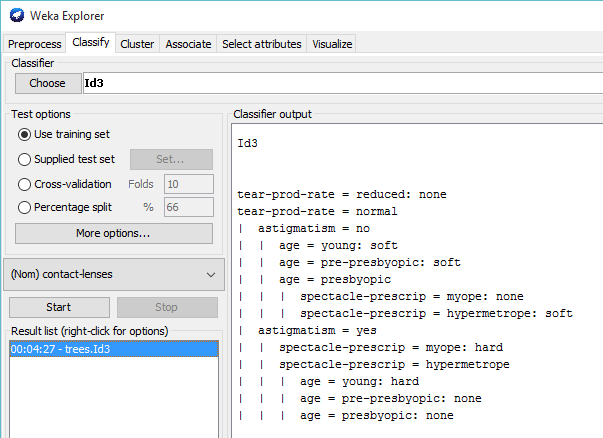 Weka Explorer
Preprocess Classify Cluster Associate Select attributes Visualize
Classifier
Choose Id3
Test options
Use training set
Supplied test set Set...
Cross-validation Folds 10
Percentage split % 66
More options...
(Nom) contact-lenses
Start Stop
Result list (right-click for options)
00:04:27 - trees.Id3
Classifier output
Id3
tear-prod-rate = reduced: none
tear-prod-rate = normal
| astigmatism = no
| | age = young: soft
| | age = pre-presbyopic: soft
| | age = presbyopic
| | | spectacle-prescrip = myope: none
| | | spectacle-prescrip = hypermetrope: soft
| astigmatism = yes
| | spectacle-prescrip = myope: hard
| | spectacle-prescrip = hypermetrope
| | | age = young: hard
| | | age = pre-presbyopic: none
| | | age = presbyopic: none